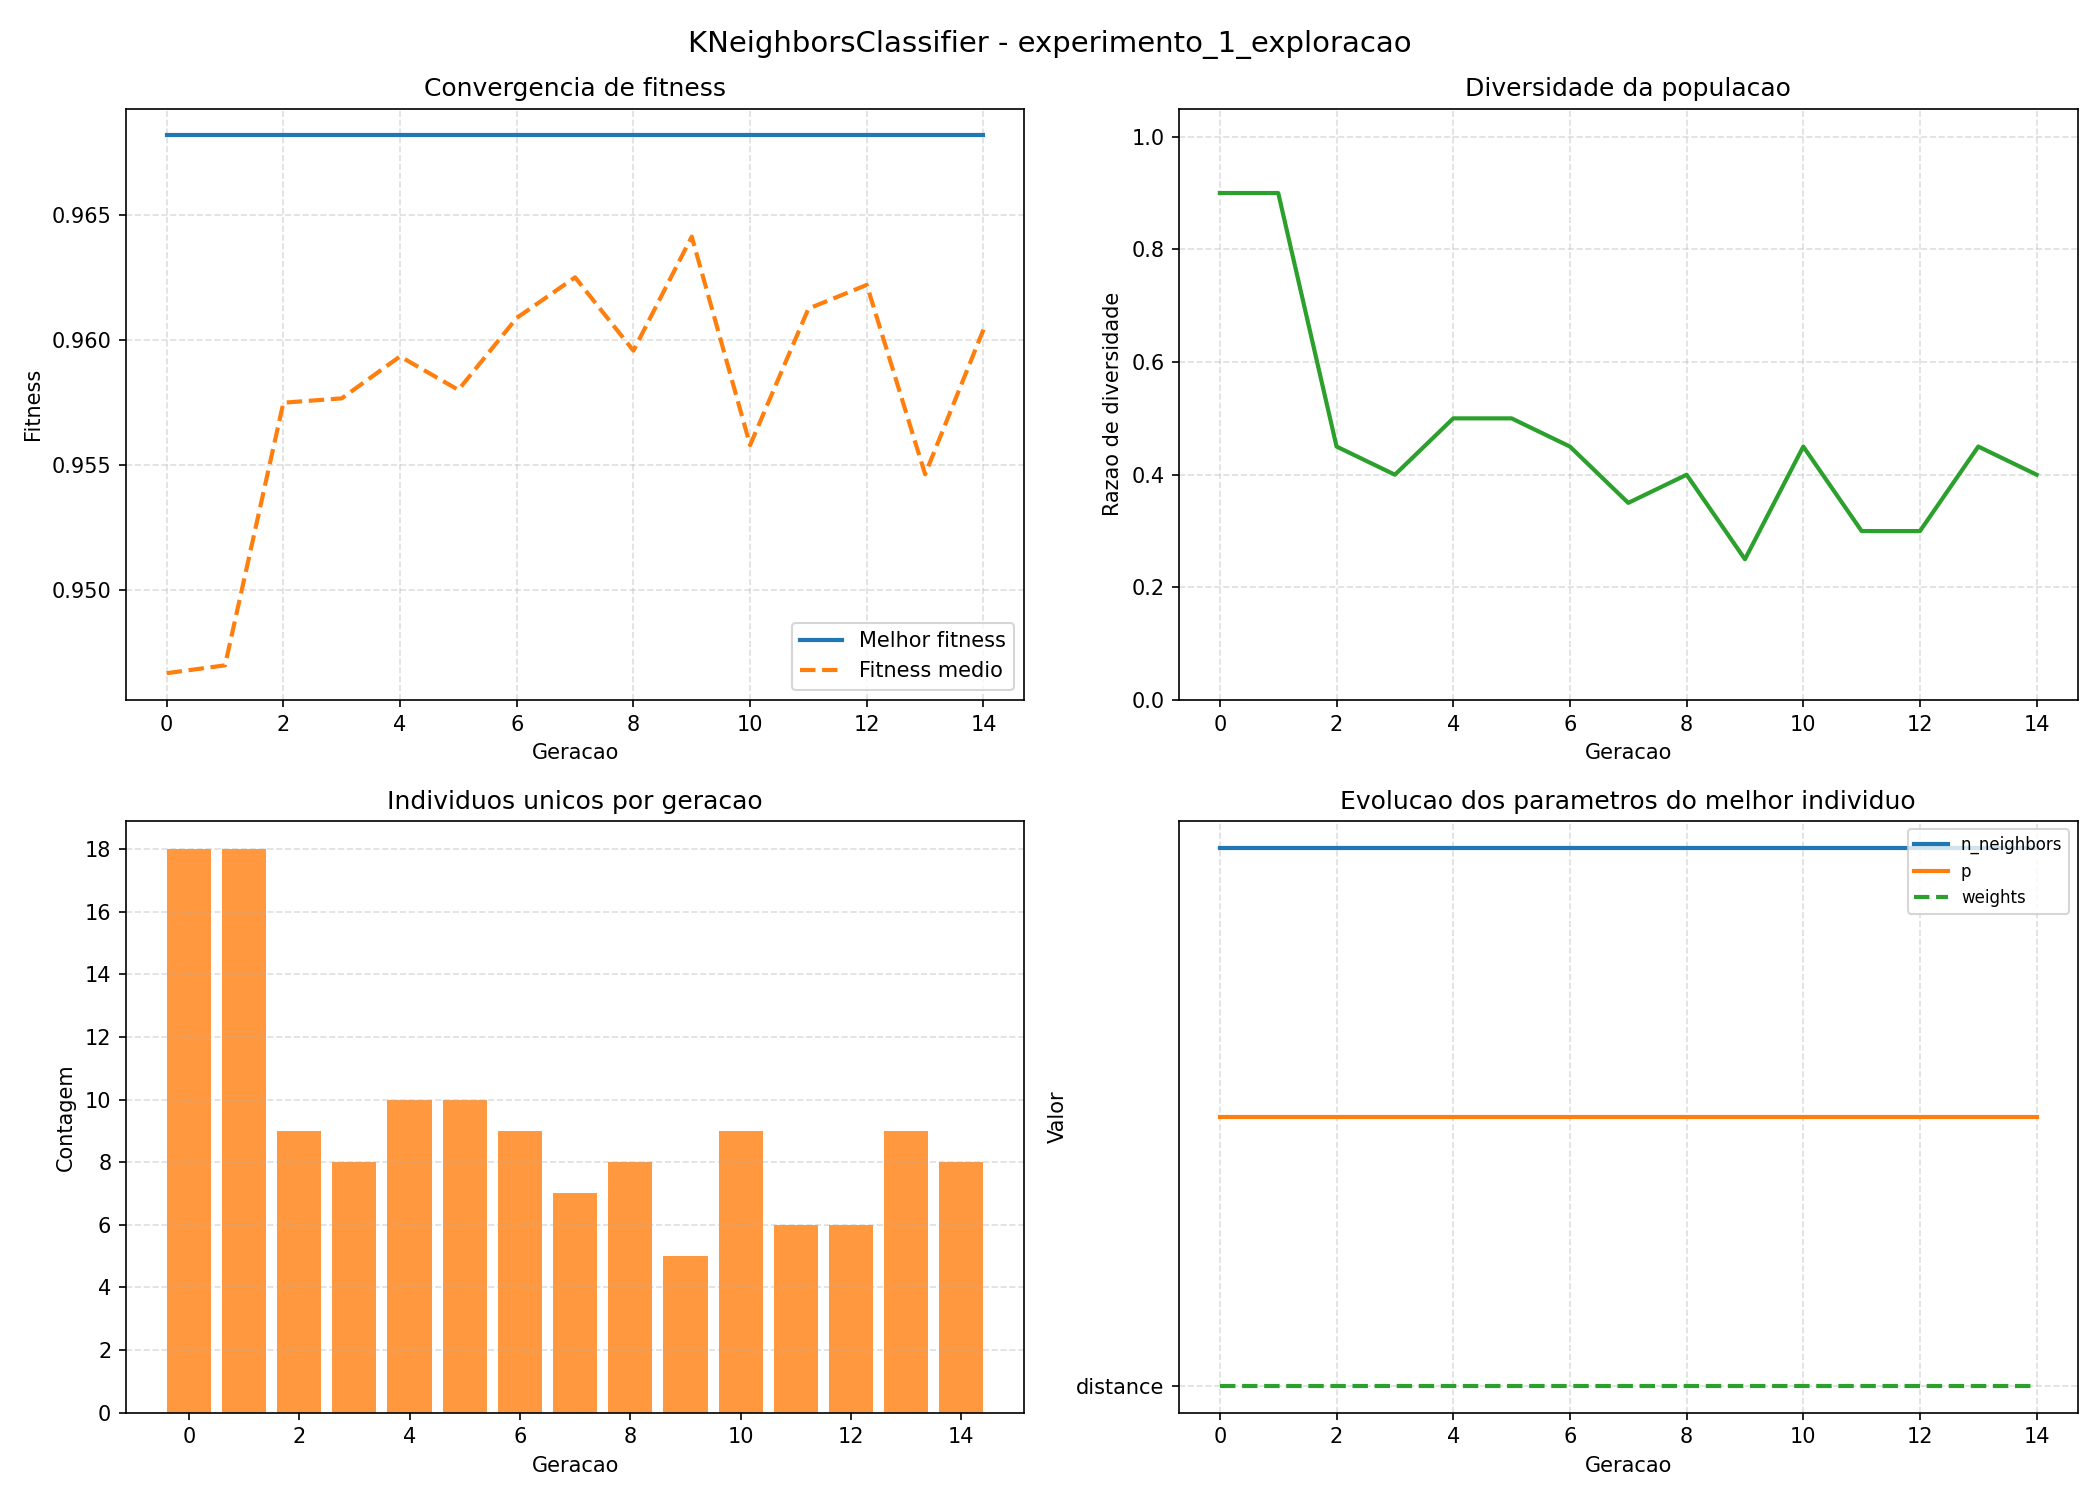 KNeighborsClassifier - experimento_1_exploracao
Convergencia de fitness
Fitness
0.965
0.960
0.955
0.950
0 2 4 6 8 10 12 14
Geracao
Melhor fitness
Fitness medio
Diversidade da populacao
Razao de diversidade
1.0
0.8
0.6
0.4
0.2
0.0
0 2 4 6 8 10 12 14
Geracao
Individuos unicos por geracao
Contagem
18
16
14
12
10
8
6
4
2
0
0 2 4 6 8 10 12 14
Geracao
Evolucao dos parametros do melhor individuo
Valor
distance
n_neighbors
p
weights
0 2 4 6 8 10 12 14
Geracao